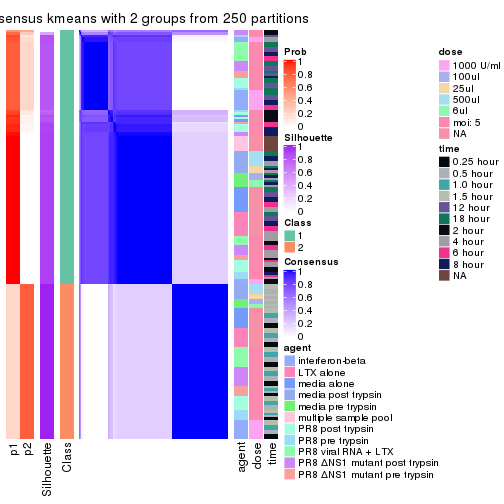 sensus kmeans with 2 groups from 250 partitions
Prob
1
0.8
0.6
0.4
0.2
0
Silhouette
1
0.8
0.6
0.4
0.2
0
Class
1
2
Consensus
1
0.8
0.6
0.4
0.2
0
agent
interferon-beta
LTX alone
media alone
media post trypsin
media pre trypsin
multiple sample pool
PR8 post trypsin
PR8 pre trypsin
PR8 viral RNA + LTX
PR8 ΔNS1 mutant post trypsin
PR8 ΔNS1 mutant pre trypsin
dose
1000 U/ml
100ul
25ul
500ul
6ul
moi: 5
NA
time
0.25 hour
0.5 hour
1.0 hour
1.5 hour
12 hour
18 hour
2 hour
4 hour
6 hour
8 hour
NA
p1
p2
Silhouette
Class
agent
dose
time